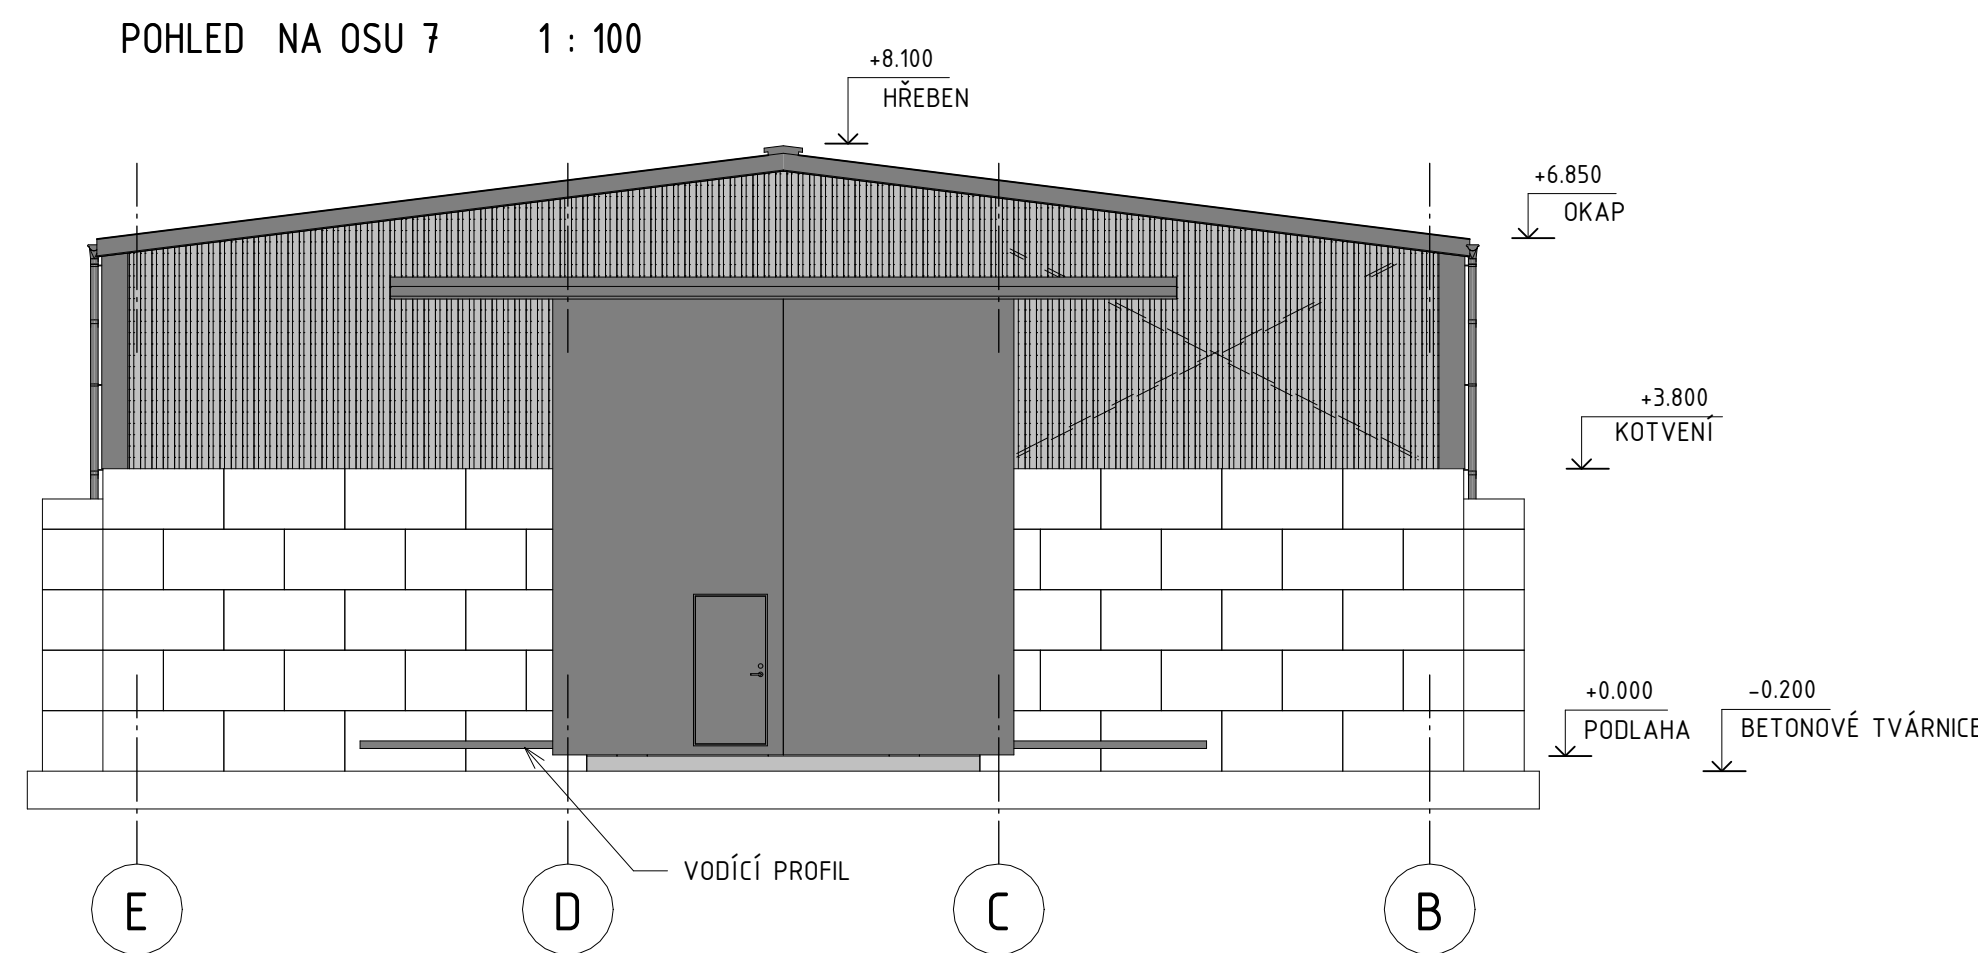 POHLED NA OSU 7 1 : 100
+8.100
HŘEBEN
+6.850
OKAP
+3.800
KOTVENÍ
+0.000
PODLAHA
-0.200
BETONOVÉ TVÁRNICE
VODÍCÍ PROFIL
E D C B